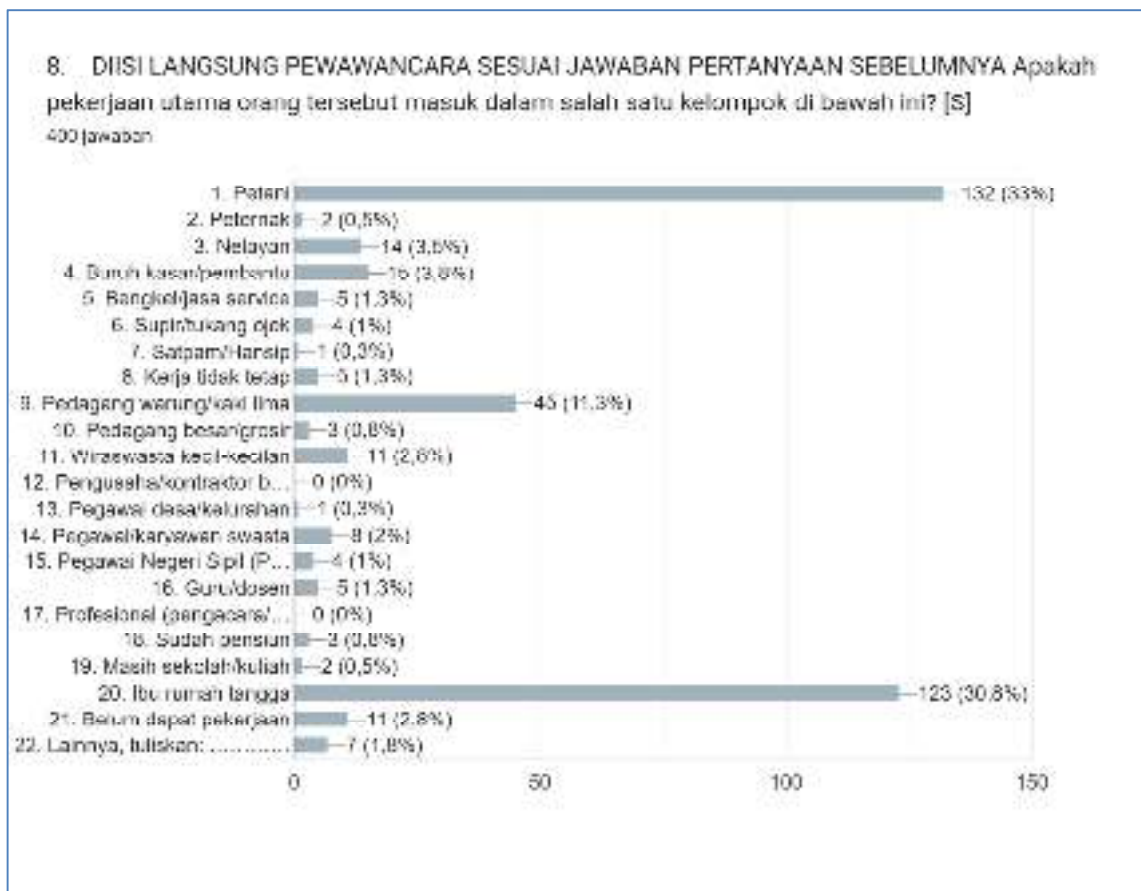 8. DIISI LANGSUNG PEWAWANCARA SESUAI JAWABAN PERTANYAAN SEBELUMNYA Apakah
pekerjaan utama orang tersebut masuk dalam salah satu kelompok di bawah ini? [S]
400 jawaban
1. Petani 132 (33%)
2. Peternak 2 (0,5%)
3. Nelayan 14 (3,5%)
4. Buruh kasar/pembantu 15 (3,8%)
5. Bengkel/jasa service 5 (1,3%)
6. Supir/tukang ojek 4 (1%)
7. Satpam/Hansip 1 (0,3%)
8. Kerja tidak tetap 5 (1,3%)
9. Pedagang warung/kaki lima 45 (11,3%)
10. Pedagang besar/grosir 3 (0,8%)
11. Wiraswasta kecil-kecilan 11 (2,8%)
12. Pengusaha/kontraktor b... 0 (0%)
13. Pegawai desa/kelurahan 1 (0,3%)
14. Pegawai/karyawan swasta 8 (2%)
15. Pegawai Negeri Sipil (P... 4 (1%)
16. Guru/dosen 5 (1,3%)
17. Profesional (pengacara/... 0 (0%)
18. Sudah pensiun 3 (0,8%)
19. Masih sekolah/kuliah 2 (0,5%)
20. Ibu rumah tangga 123 (30,8%)
21. Belum dapat pekerjaan 11 (2,8%)
22. Lainnya, tuliskan: ............ 7 (1,8%)
0 50 100 150